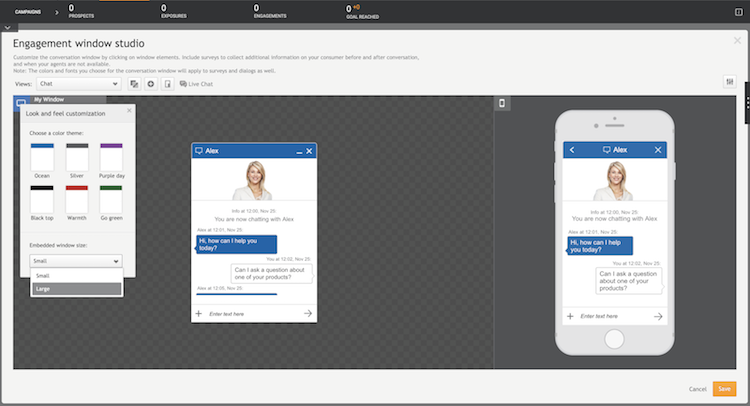 CAMPAIGNS
0
PROSPECTS
0
EXPOSURES
0
ENGAGEMENTS
0 +0
GOAL REACHED
Engagement window studio
Customize the conversation window by clicking on window elements. Include surveys to collect additional information on your consumer before and after conversation,
and when your agents are not available.
Note: The colors and fonts you choose for the conversation window will apply to surveys and dialogs as well.
Views:
Chat
Live Chat
My Window
Look and feel customization
Choose a color theme:
Ocean
Sliver
Purple day
Black top
Warmth
Go green
Embedded window size:
Small
Small
Large
Alex
Info at 12:00, Nov 25:
You are now chatting with Alex
Alex at 12:01, Nov 25:
Hi, how can I help you
today?
You at 12:02, Nov 25:
Can I ask a question about
one of your products?
Alex at 12:05, Nov 25:
Enter text here
Alex
Info at 12:00, Nov 25:
You are now chatting with Alex
Alex at 12:01, Nov 25:
Hi, how can I help
you today?
You at 12:02, Nov 25:
Can I ask a question
about one of your
products?
Enter text here
Cancel
Save